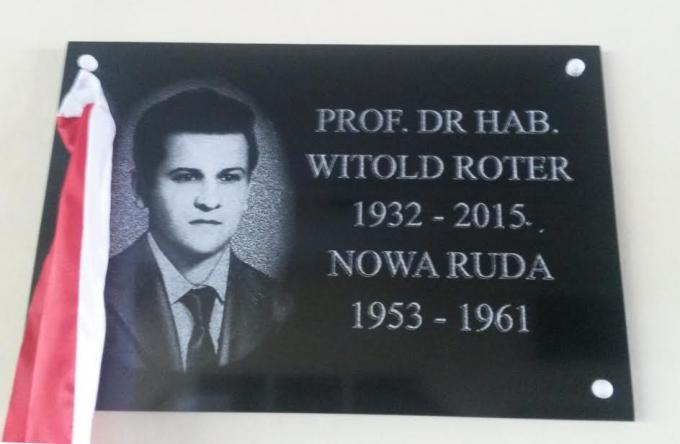 PROF. DR HAB.
WITOLD ROTER
1932 - 2015
NOWA RUDA
1953 - 1961